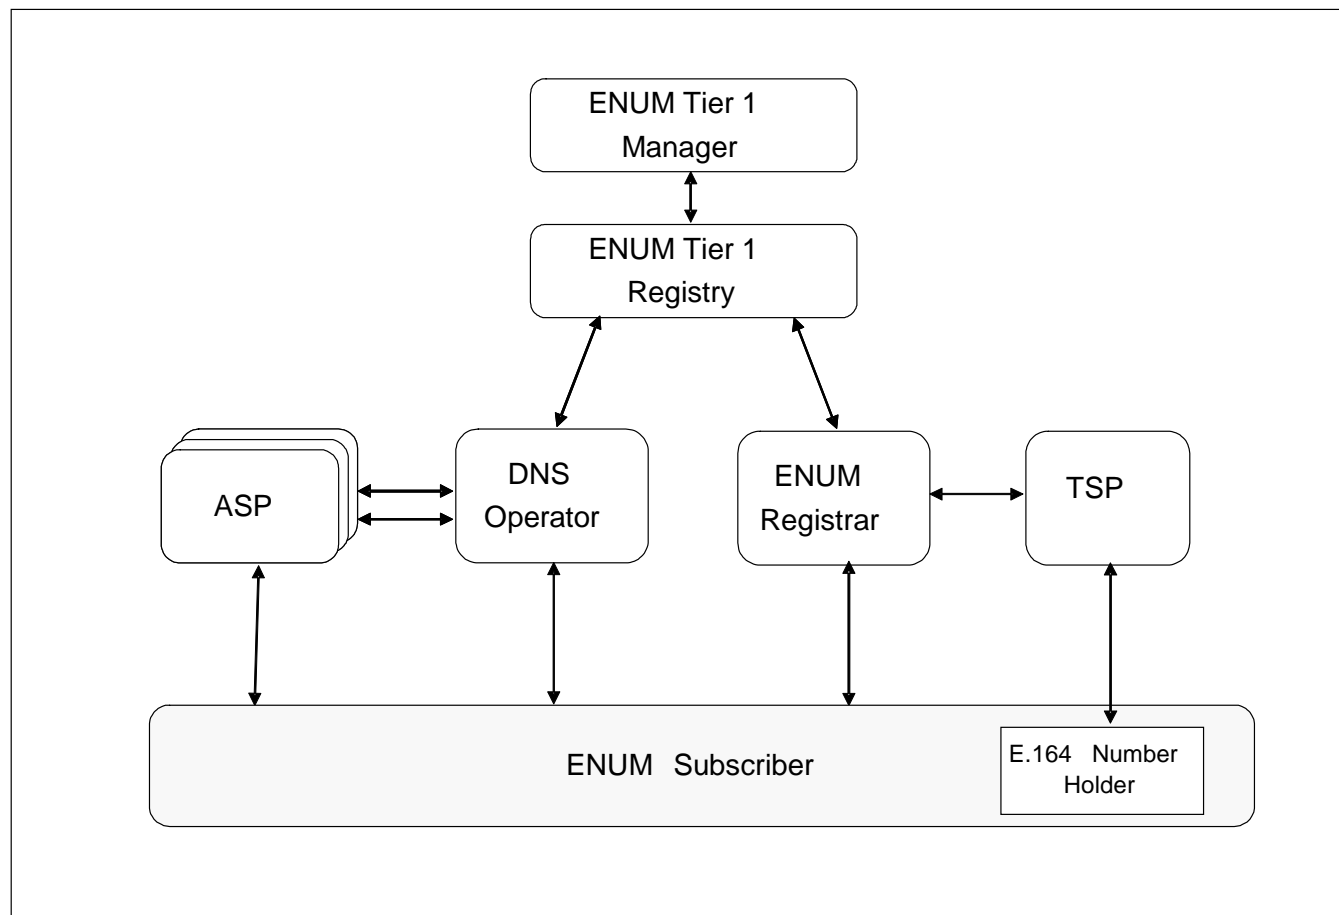 ENUM Tier 1
Manager
ENUM Tier 1
Registry
ASP
DNS
Operator
ENUM
Registrar
TSP
ENUM Subscriber
E.164 Number
Holder